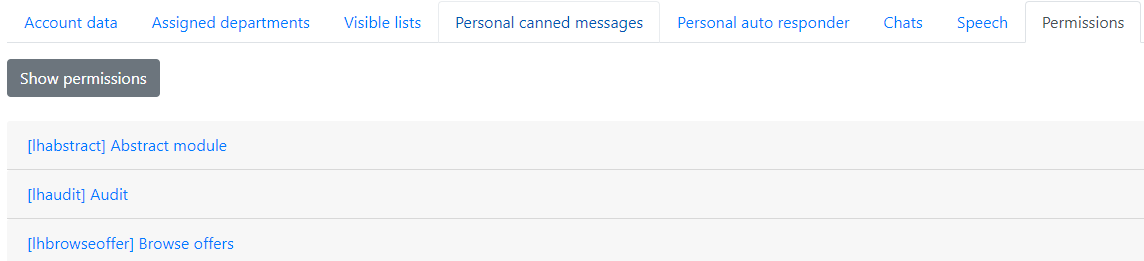 Account data Assigned departments Visible lists Personal canned messages Personal auto responder Chats Speech Permissions
Show permissions
[lhabstract] Abstract module
[lhaudit] Audit
[lhbrowseoffer] Browse offers